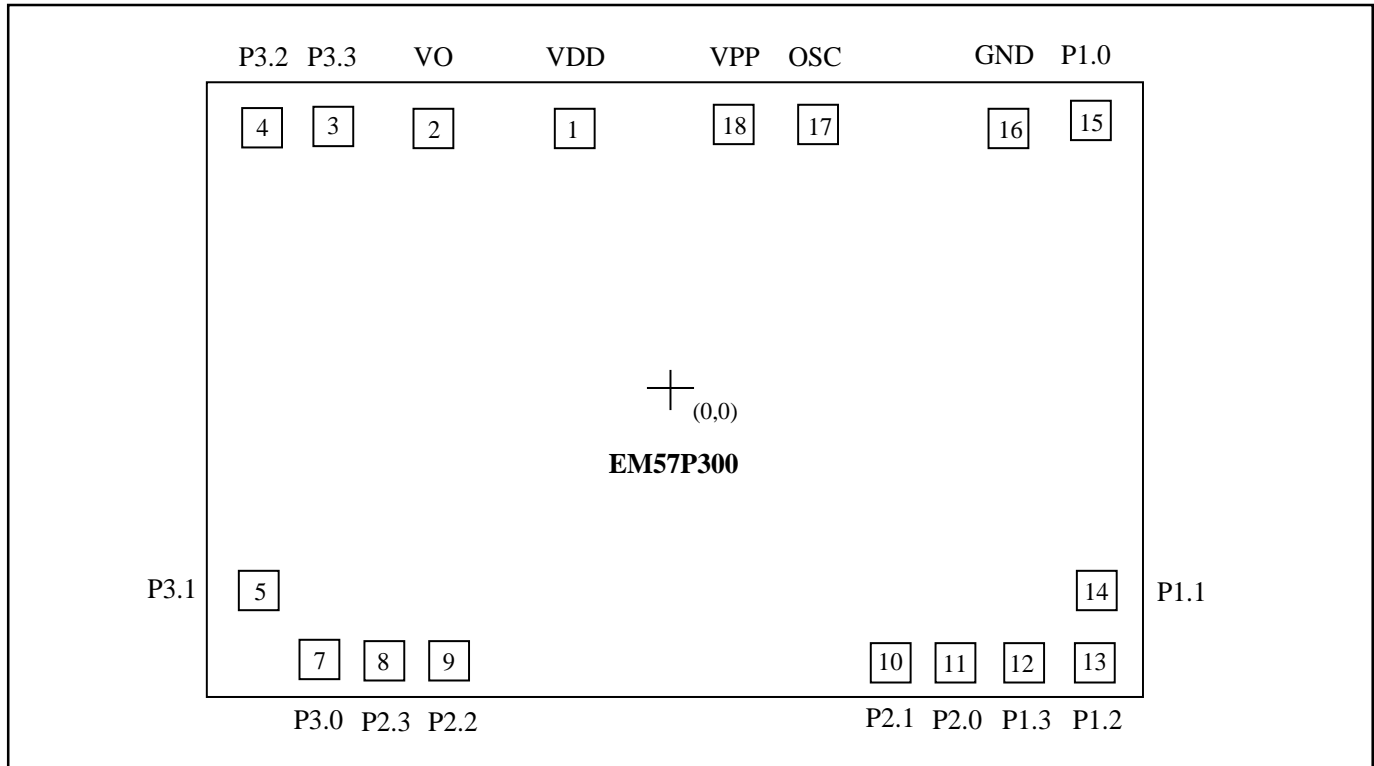 P3.2 P3.3 VO VDD VPP OSC GND P1.0
4 3 2 1 18 17 16 15
(0,0)
EM57P300
P3.1 5 14 P1.1
7 8 9 10 11 12 13
P3.0 P2.3 P2.2 P2.1 P2.0 P1.3 P1.2